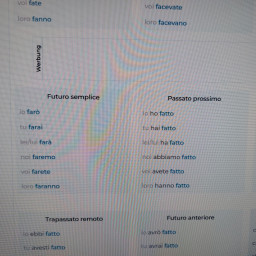 voi fate
voi facevate
loro fanno
loro facevano
Werbung
Futuro semplice
Passato prossimo
io farò
io ho fatto
tu farai
tu hai fatto
lei/lui farà
lei/lui ha fatto
noi faremo
noi abbiamo fatto
voi farete
voi avete fatto
loro faranno
loro hanno fatto
Trapassato remoto
Futuro anteriore
io ebbi fatto
io avrò fatto
tu avesti fatto
tu avrai fatto